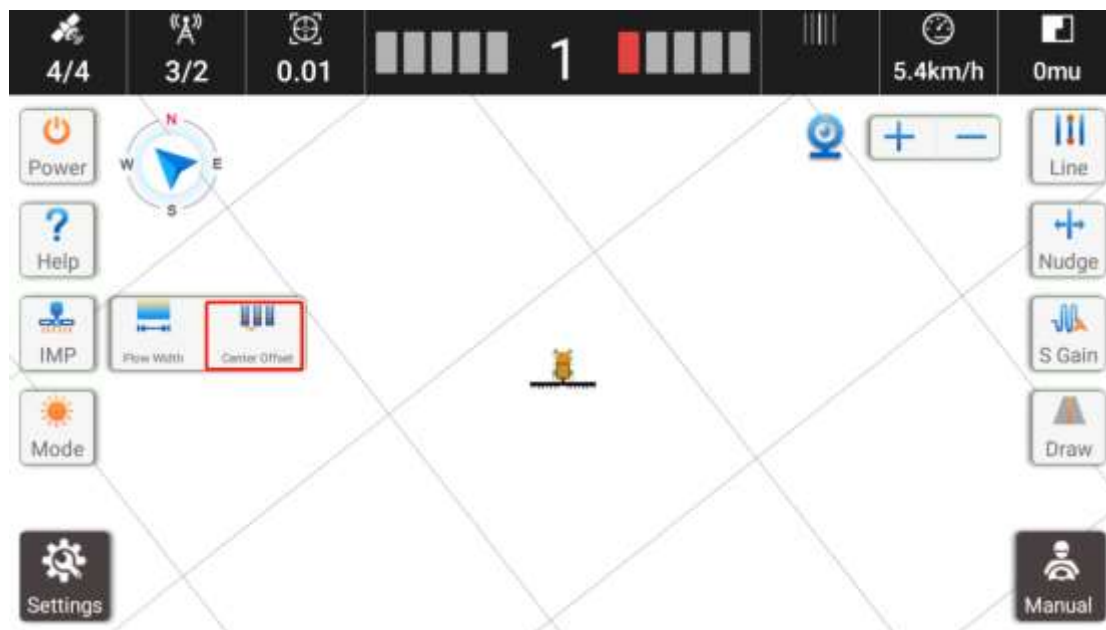 4/4
3/2
0.01
1
5.4km/h
0mu
Power
N
W
E
S
Line
Help
Nudge
IMP
Plow Width
Center Offset
S Gain
Mode
Draw
Settings
Manual